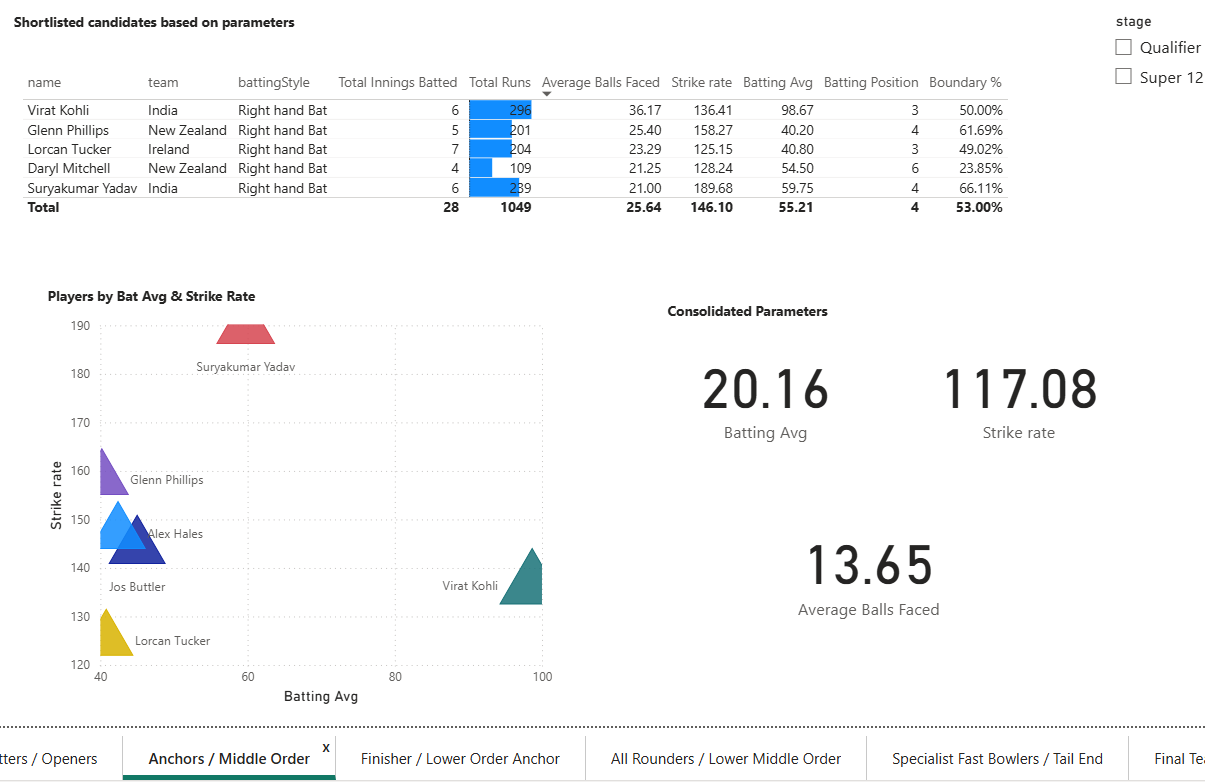 Shortlisted candidates based on parameters
stage
Qualifier
Super 12
name team battingStyle Total Innings Batted Total Runs Average Balls Faced Strike rate Batting Avg Batting Position Boundary %
Virat Kohli India Right hand Bat 6 296 36.17 136.41 98.67 3 50.00%
Glenn Phillips New Zealand Right hand Bat 5 201 25.40 158.27 40.20 4 61.69%
Lorcan Tucker Ireland Right hand Bat 7 204 23.29 125.15 40.80 3 49.02%
Daryl Mitchell New Zealand Right hand Bat 4 109 21.25 128.24 54.50 6 23.85%
Suryakumar Yadav India Right hand Bat 6 239 21.00 189.68 59.75 4 66.11%
Total 28 1049 25.64 146.10 55.21 4 53.00%
Players by Bat Avg & Strike Rate
190
180
170
160
150
140
130
120
Strike rate
Suryakumar Yadav
Glenn Phillips
Alex Hales
Jos Buttler
Virat Kohli
Lorcan Tucker
40 60 80 100
Batting Avg
Consolidated Parameters
20.16
Batting Avg
117.08
Strike rate
13.65
Average Balls Faced
tters / Openers
Anchors / Middle Order x
Finisher / Lower Order Anchor
All Rounders / Lower Middle Order
Specialist Fast Bowlers / Tail End
Final Te